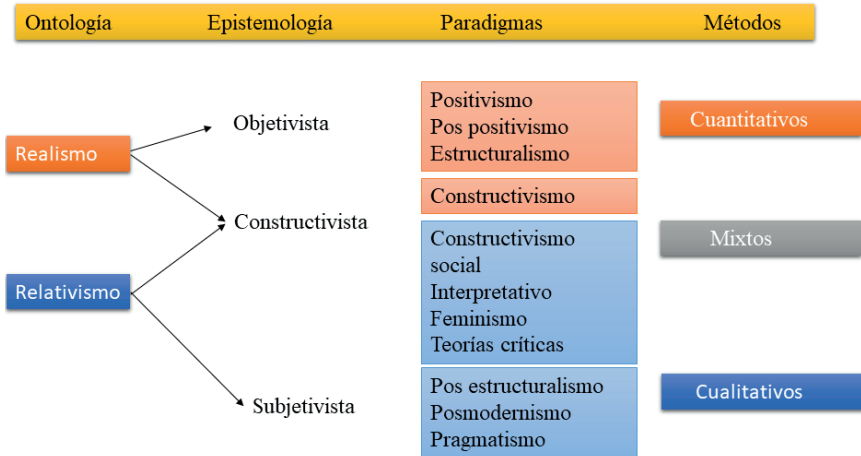 Ontología Epistemología Paradigmas Métodos
Realismo
Relativismo
Objetivista
Constructivista
Subjetivista
Positivismo
Pos positivismo
Estructuralismo
Constructivismo
Constructivismo
social
Interpretativo
Feminismo
Teorías críticas
Pos estructuralismo
Posmodernismo
Pragmatismo
Cuantitativos
Mixtos
Cualitativos